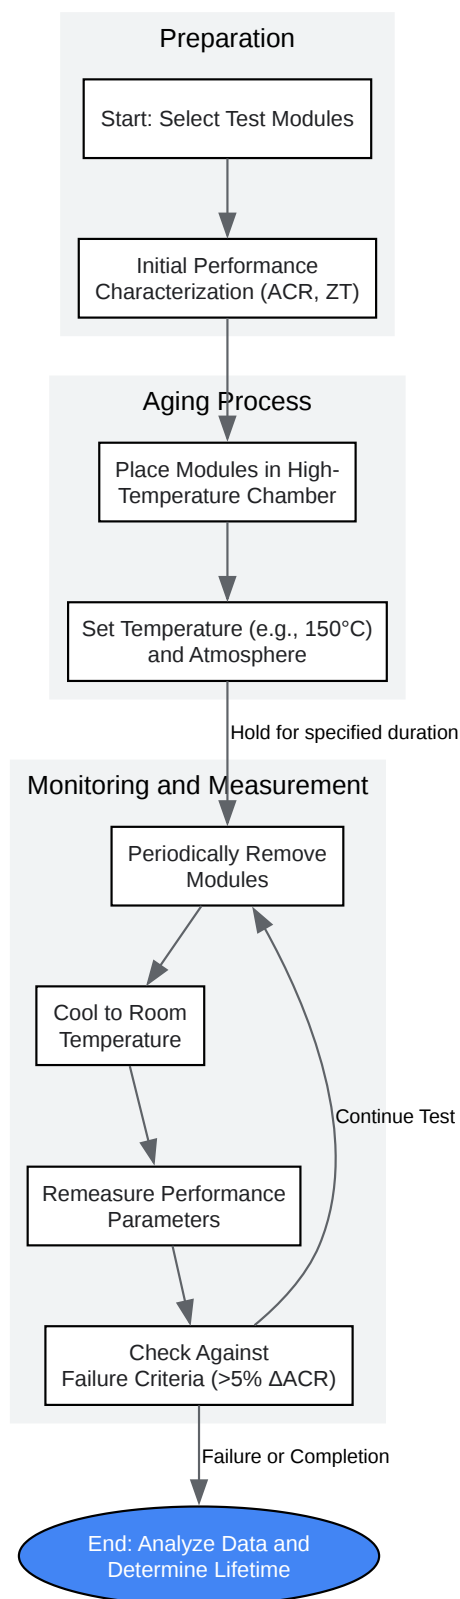 Preparation
Start: Select Test Modules
Initial Performance
Characterization (ACR, ZT)
Aging Process
Place Modules in High-
Temperature Chamber
Set Temperature (e.g., 150°C)
and Atmosphere
Hold for specified duration
Monitoring and Measurement
Periodically Remove
Modules
Cool to Room
Temperature
Continue Test
Remeasure Performance
Parameters
Check Against
Failure Criteria (>5% ΔACR)
Failure or Completion
End: Analyze Data and
Determine Lifetime